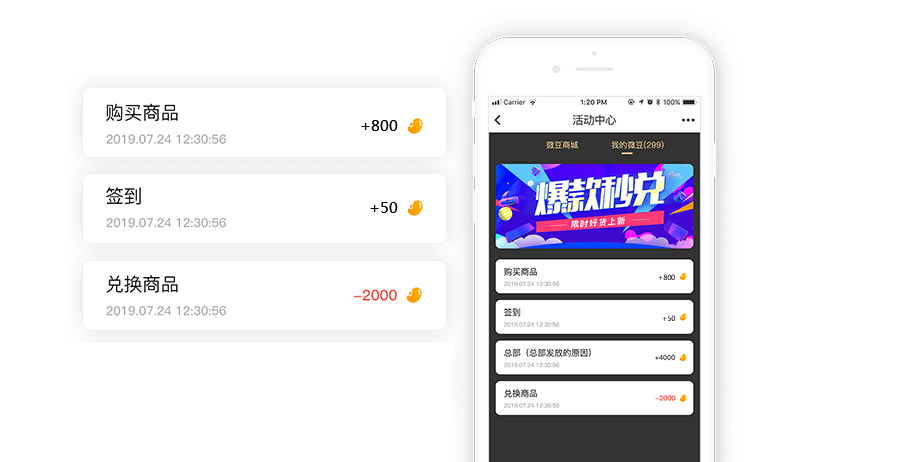 购买商品
2019.07.24 12:30:56
+800
签到
2019.07.24 12:30:56
+50
兑换商品
2019.07.24 12:30:56
-2000
Carrier 1:20 PM 100%
活动中心
微豆商城 我的微豆(299)
爆款秒兑
限时好货上新
购买商品
2019.07.24 12:30:56
+800
签到
2019.07.24 12:30:56
+50
总部（总部发放的原因）
2019.07.24 12:30:56
+4000
兑换商品
2019.07.24 12:30:56
-2000